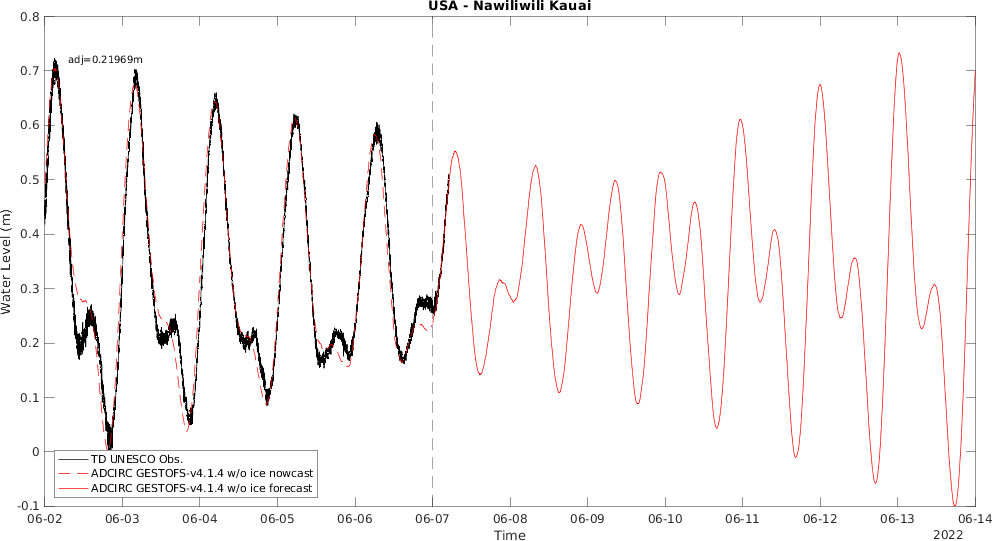 USA - Nawiliwili Kauai
adj=0.21969m
Water Level (m)
0.8
0.7
0.6
0.5
0.4
0.3
0.2
0.1
0
-0.1
TD UNESCO Obs.
ADCIRC GESTOFS-v4.1.4 w/o ice nowcast
ADCIRC GESTOFS-v4.1.4 w/o ice forecast
06-02 06-03 06-04 06-05 06-06 06-07 06-08 06-09 06-10 06-11 06-12 06-13 06-14
Time
2022